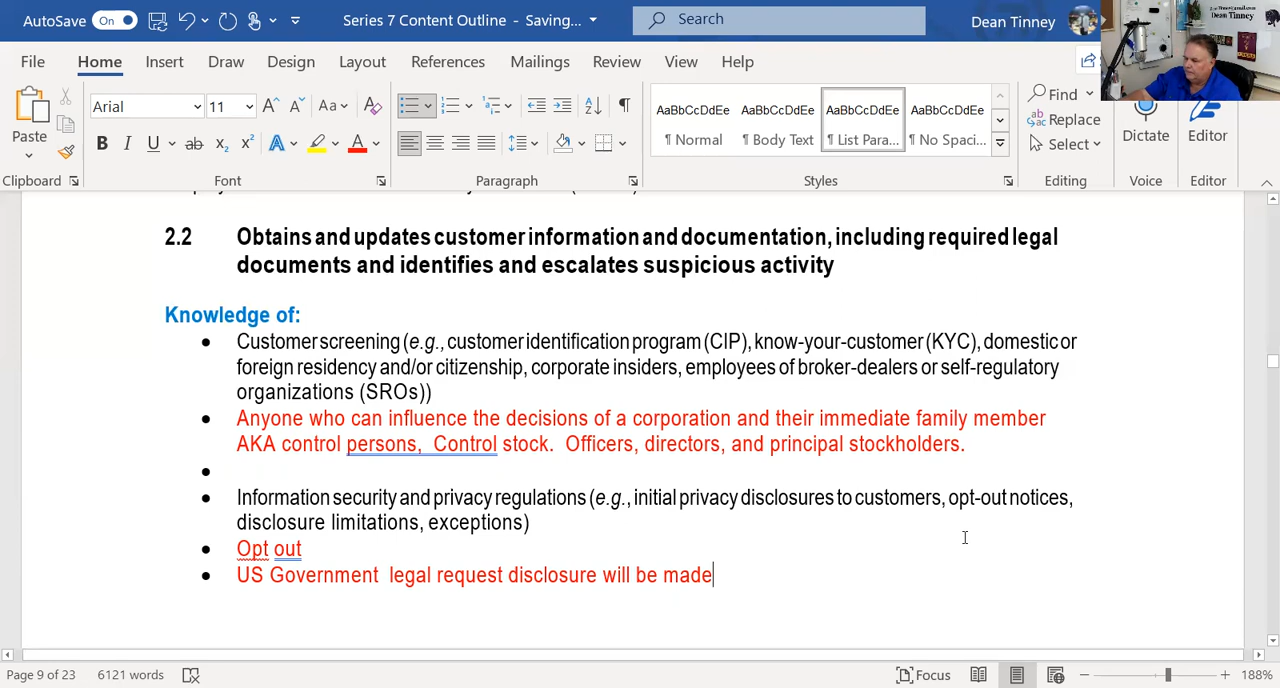 AutoSave On Series 7 Content Outline - Saving... Search Dean Tinney
File Home Insert Draw Design Layout References Mailings Review View Help
Paste Arial 11 Aa
AaBbCcDdEe AaBbCcDdEe AaBbCcDdEe AaBbCcDdEe
¶ Normal ¶ Body Text ¶ List Para... ¶ No Spaci...
Find
Replace
Select
Dictate Editor
Clipboard Font Paragraph Styles Editing Voice Editor
2.2 Obtains and updates customer information and documentation, including required legal
documents and identifies and escalates suspicious activity
Knowledge of:
• Customer screening (e.g., customer identification program (CIP), know-your-customer (KYC), domestic or
foreign residency and/or citizenship, corporate insiders, employees of broker-dealers or self-regulatory
organizations (SROs))
• Anyone who can influence the decisions of a corporation and their immediate family member
AKA control persons, Control stock. Officers, directors, and principal stockholders.
•
• Information security and privacy regulations (e.g., initial privacy disclosures to customers, opt-out notices,
disclosure limitations, exceptions)
• Opt out
• US Government legal request disclosure will be made
Page 9 of 23 6121 words Focus 188%